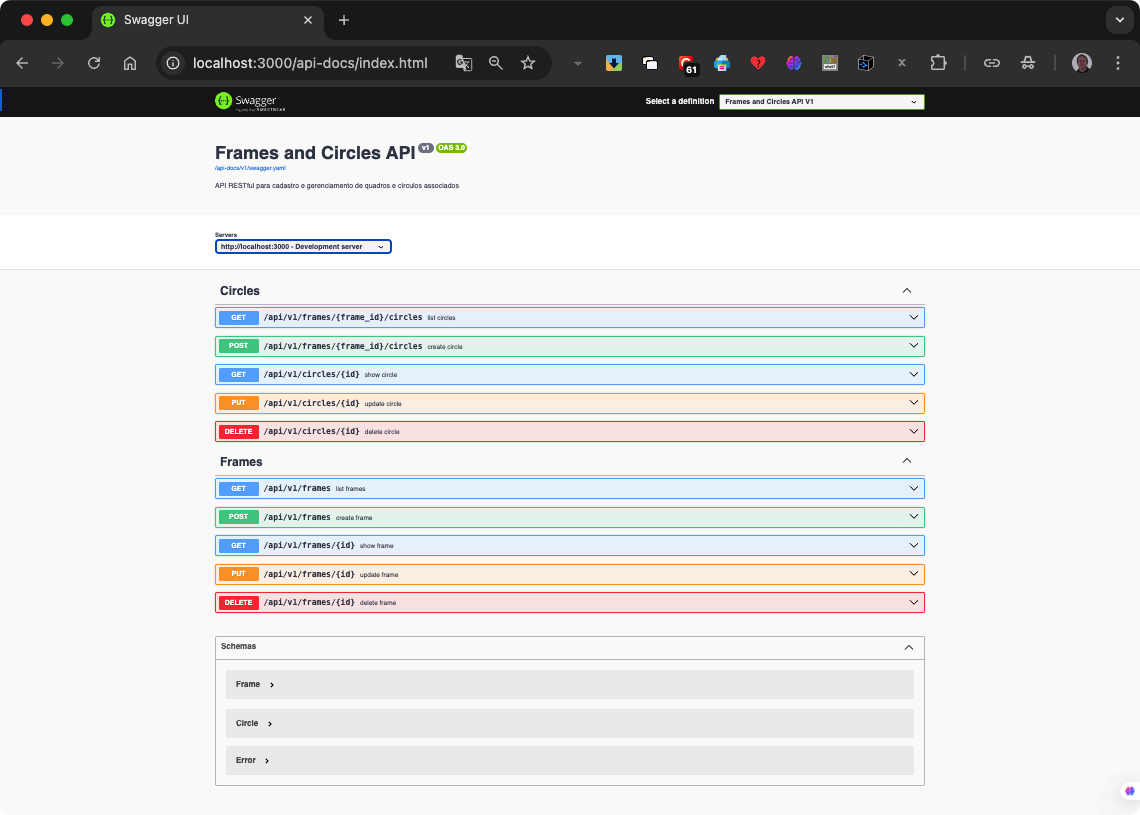 Swagger UI
localhost:3000/api-docs/index.html
61
Swagger
Select a definition
Frames and Circles API V1
Frames and Circles API v1 OAS 3.0
/api-docs/v1/swagger.yaml
API RESTful para cadastro e gerenciamento de quadros e círculos associados
Servers
http://localhost:3000 - Development server
Circles
GET /api/v1/frames/{frame_id}/circles list circles
POST /api/v1/frames/{frame_id}/circles create circle
GET /api/v1/circles/{id} show circle
PUT /api/v1/circles/{id} update circle
DELETE /api/v1/circles/{id} delete circle
Frames
GET /api/v1/frames list frames
POST /api/v1/frames create frame
GET /api/v1/frames/{id} show frame
PUT /api/v1/frames/{id} update frame
DELETE /api/v1/frames/{id} delete frame
Schemas
Frame
Circle
Error